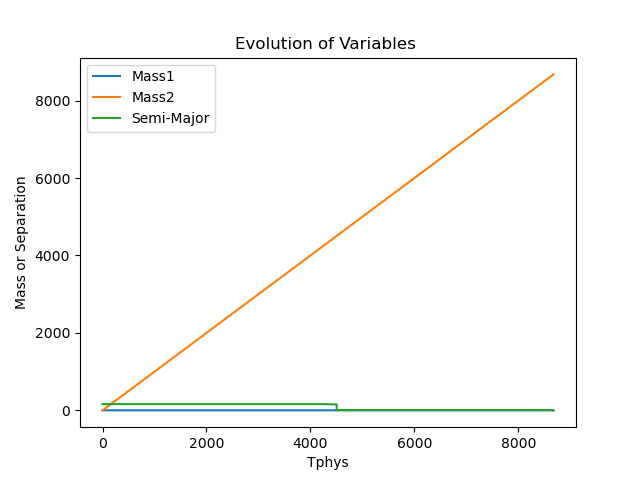 Evolution of Variables
Mass1
Mass2
Semi-Major
8000
6000
4000
2000
0
Mass or Separation
0 2000 4000 6000 8000
Tphys